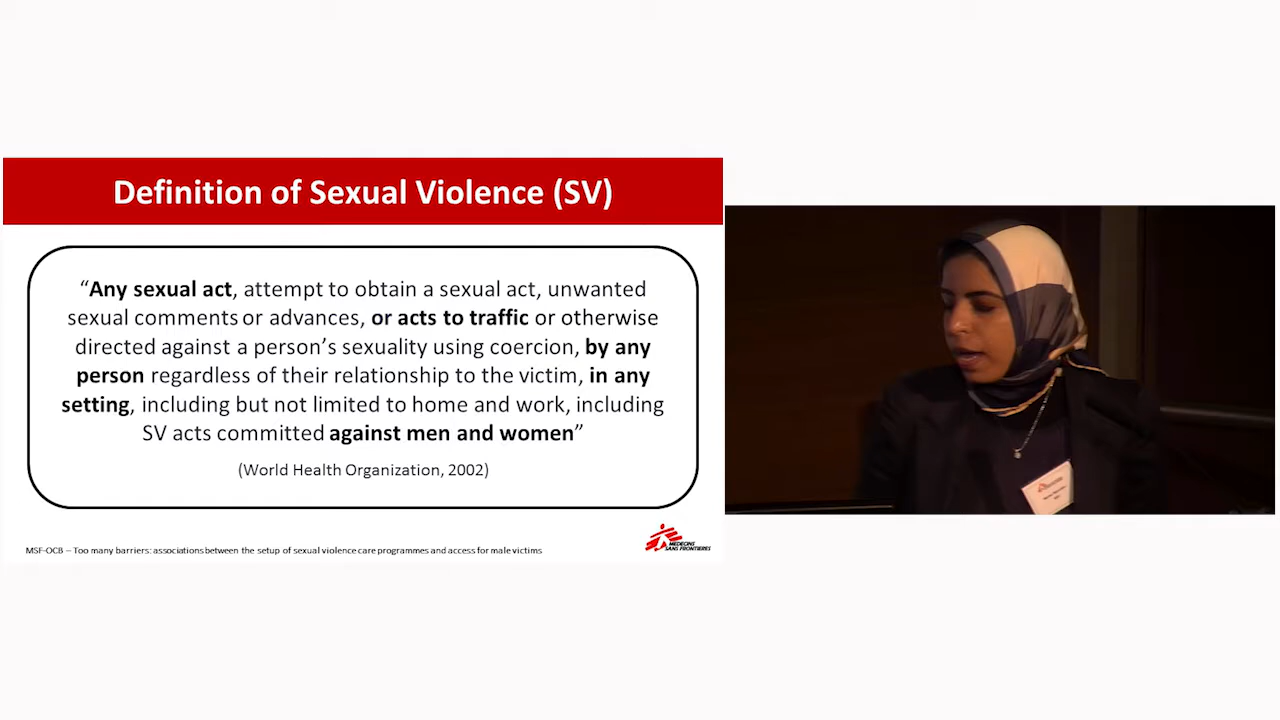 Definition of Sexual Violence (SV)
“Any sexual act, attempt to obtain a sexual act, unwanted
sexual comments or advances, or acts to traffic or otherwise
directed against a person’s sexuality using coercion, by any
person regardless of their relationship to the victim, in any
setting, including but not limited to home and work, including
SV acts committed against men and women”
(World Health Organization, 2002)
MSF-OCB – Too many barriers: associations between the setup of sexual violence care programmes and access for male victims
MEDECINS
SANS FRONTIERES